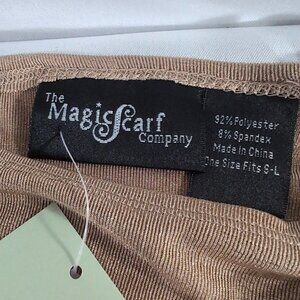 The
MagicScarf
Company
92% Polyester
8% Spandex
Made in China
One Size Fits S-L